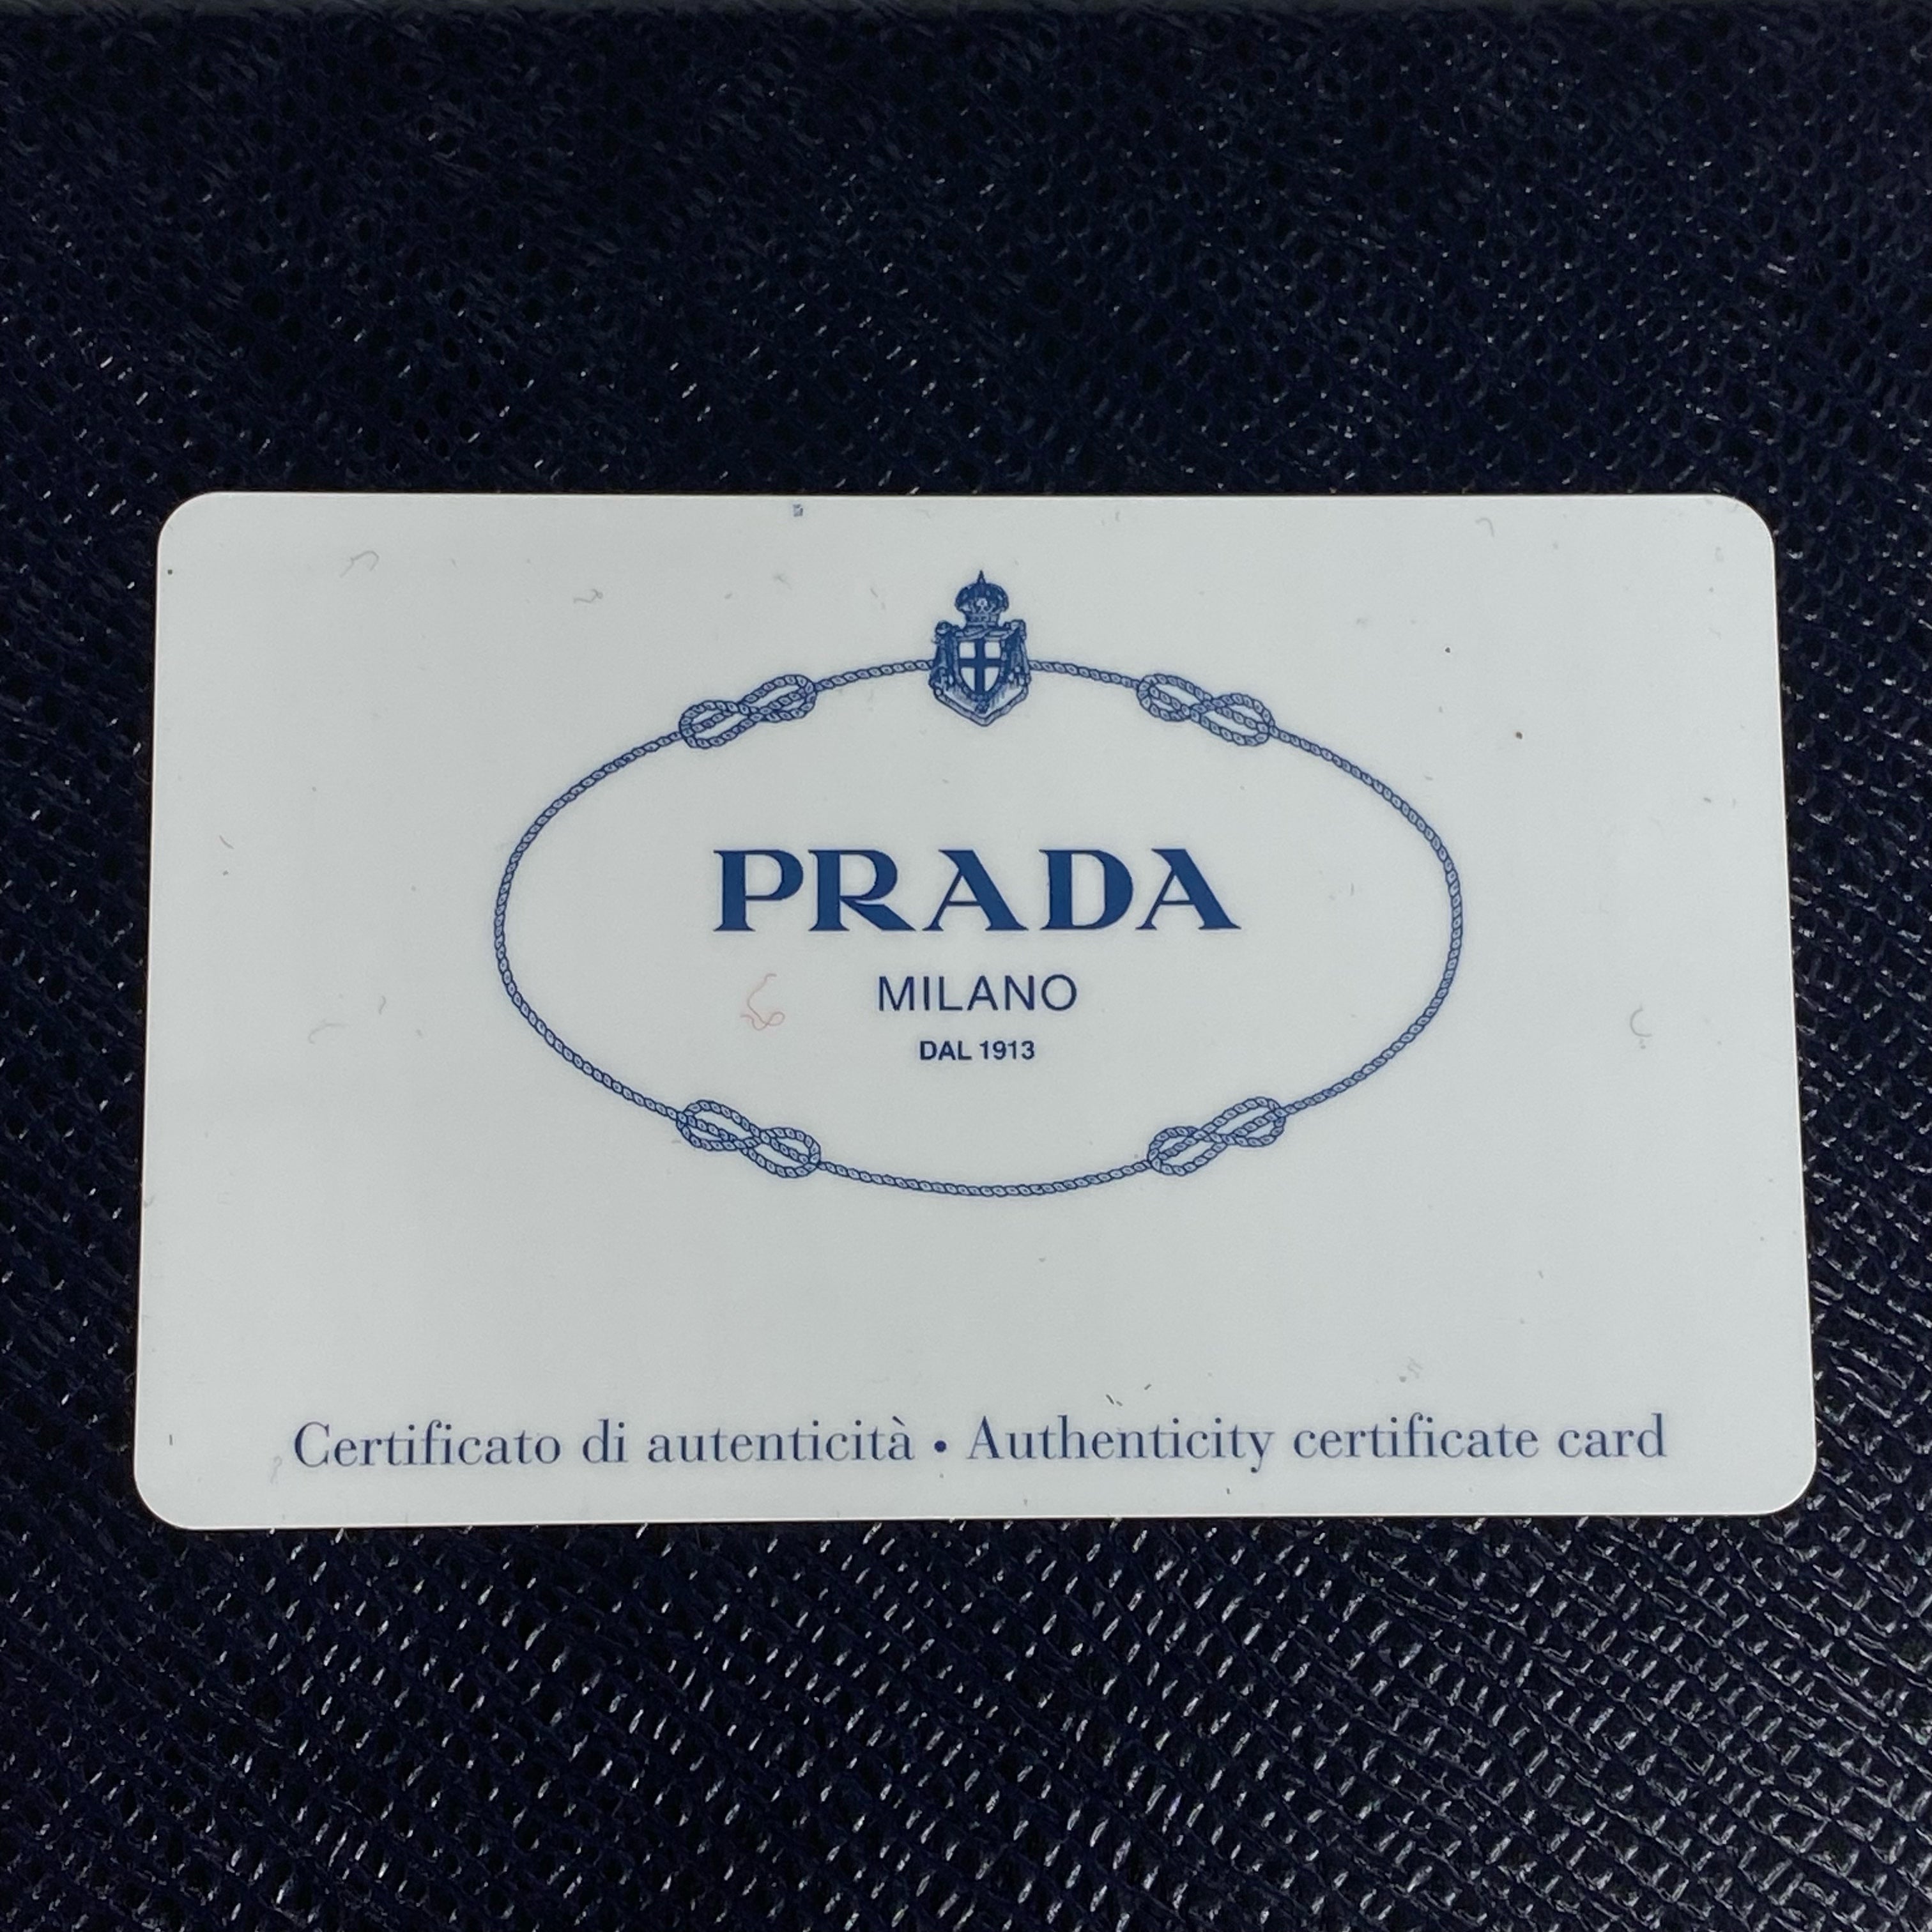 PRADA
MILANO
DAL 1913
Certificato di autenticità • Authenticity certificate card